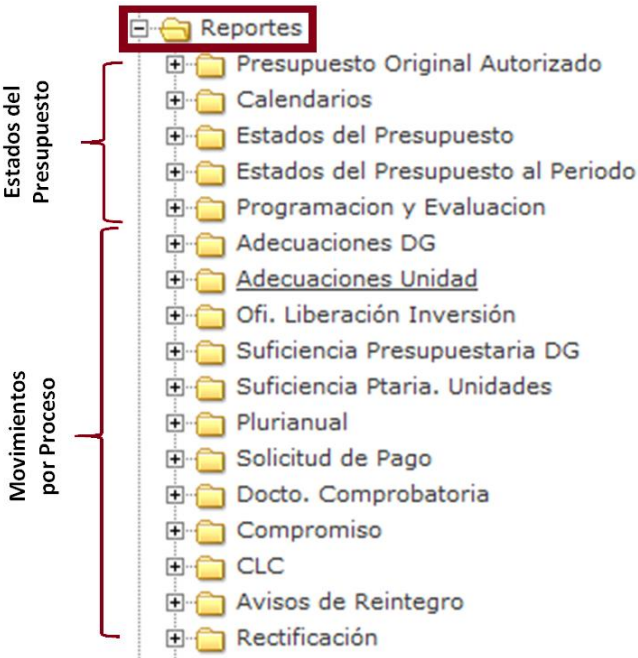 Reportes
Estados del
Presupuesto
Presupuesto Original Autorizado
Calendarios
Estados del Presupuesto
Estados del Presupuesto al Periodo
Programacion y Evaluacion
Movimientos
por Proceso
Adecuaciones DG
Adecuaciones Unidad
Ofi. Liberación Inversión
Suficiencia Presupuestaria DG
Suficiencia Ptaria. Unidades
Plurianual
Solicitud de Pago
Docto. Comprobatoria
Compromiso
CLC
Avisos de Reintegro
Rectificación